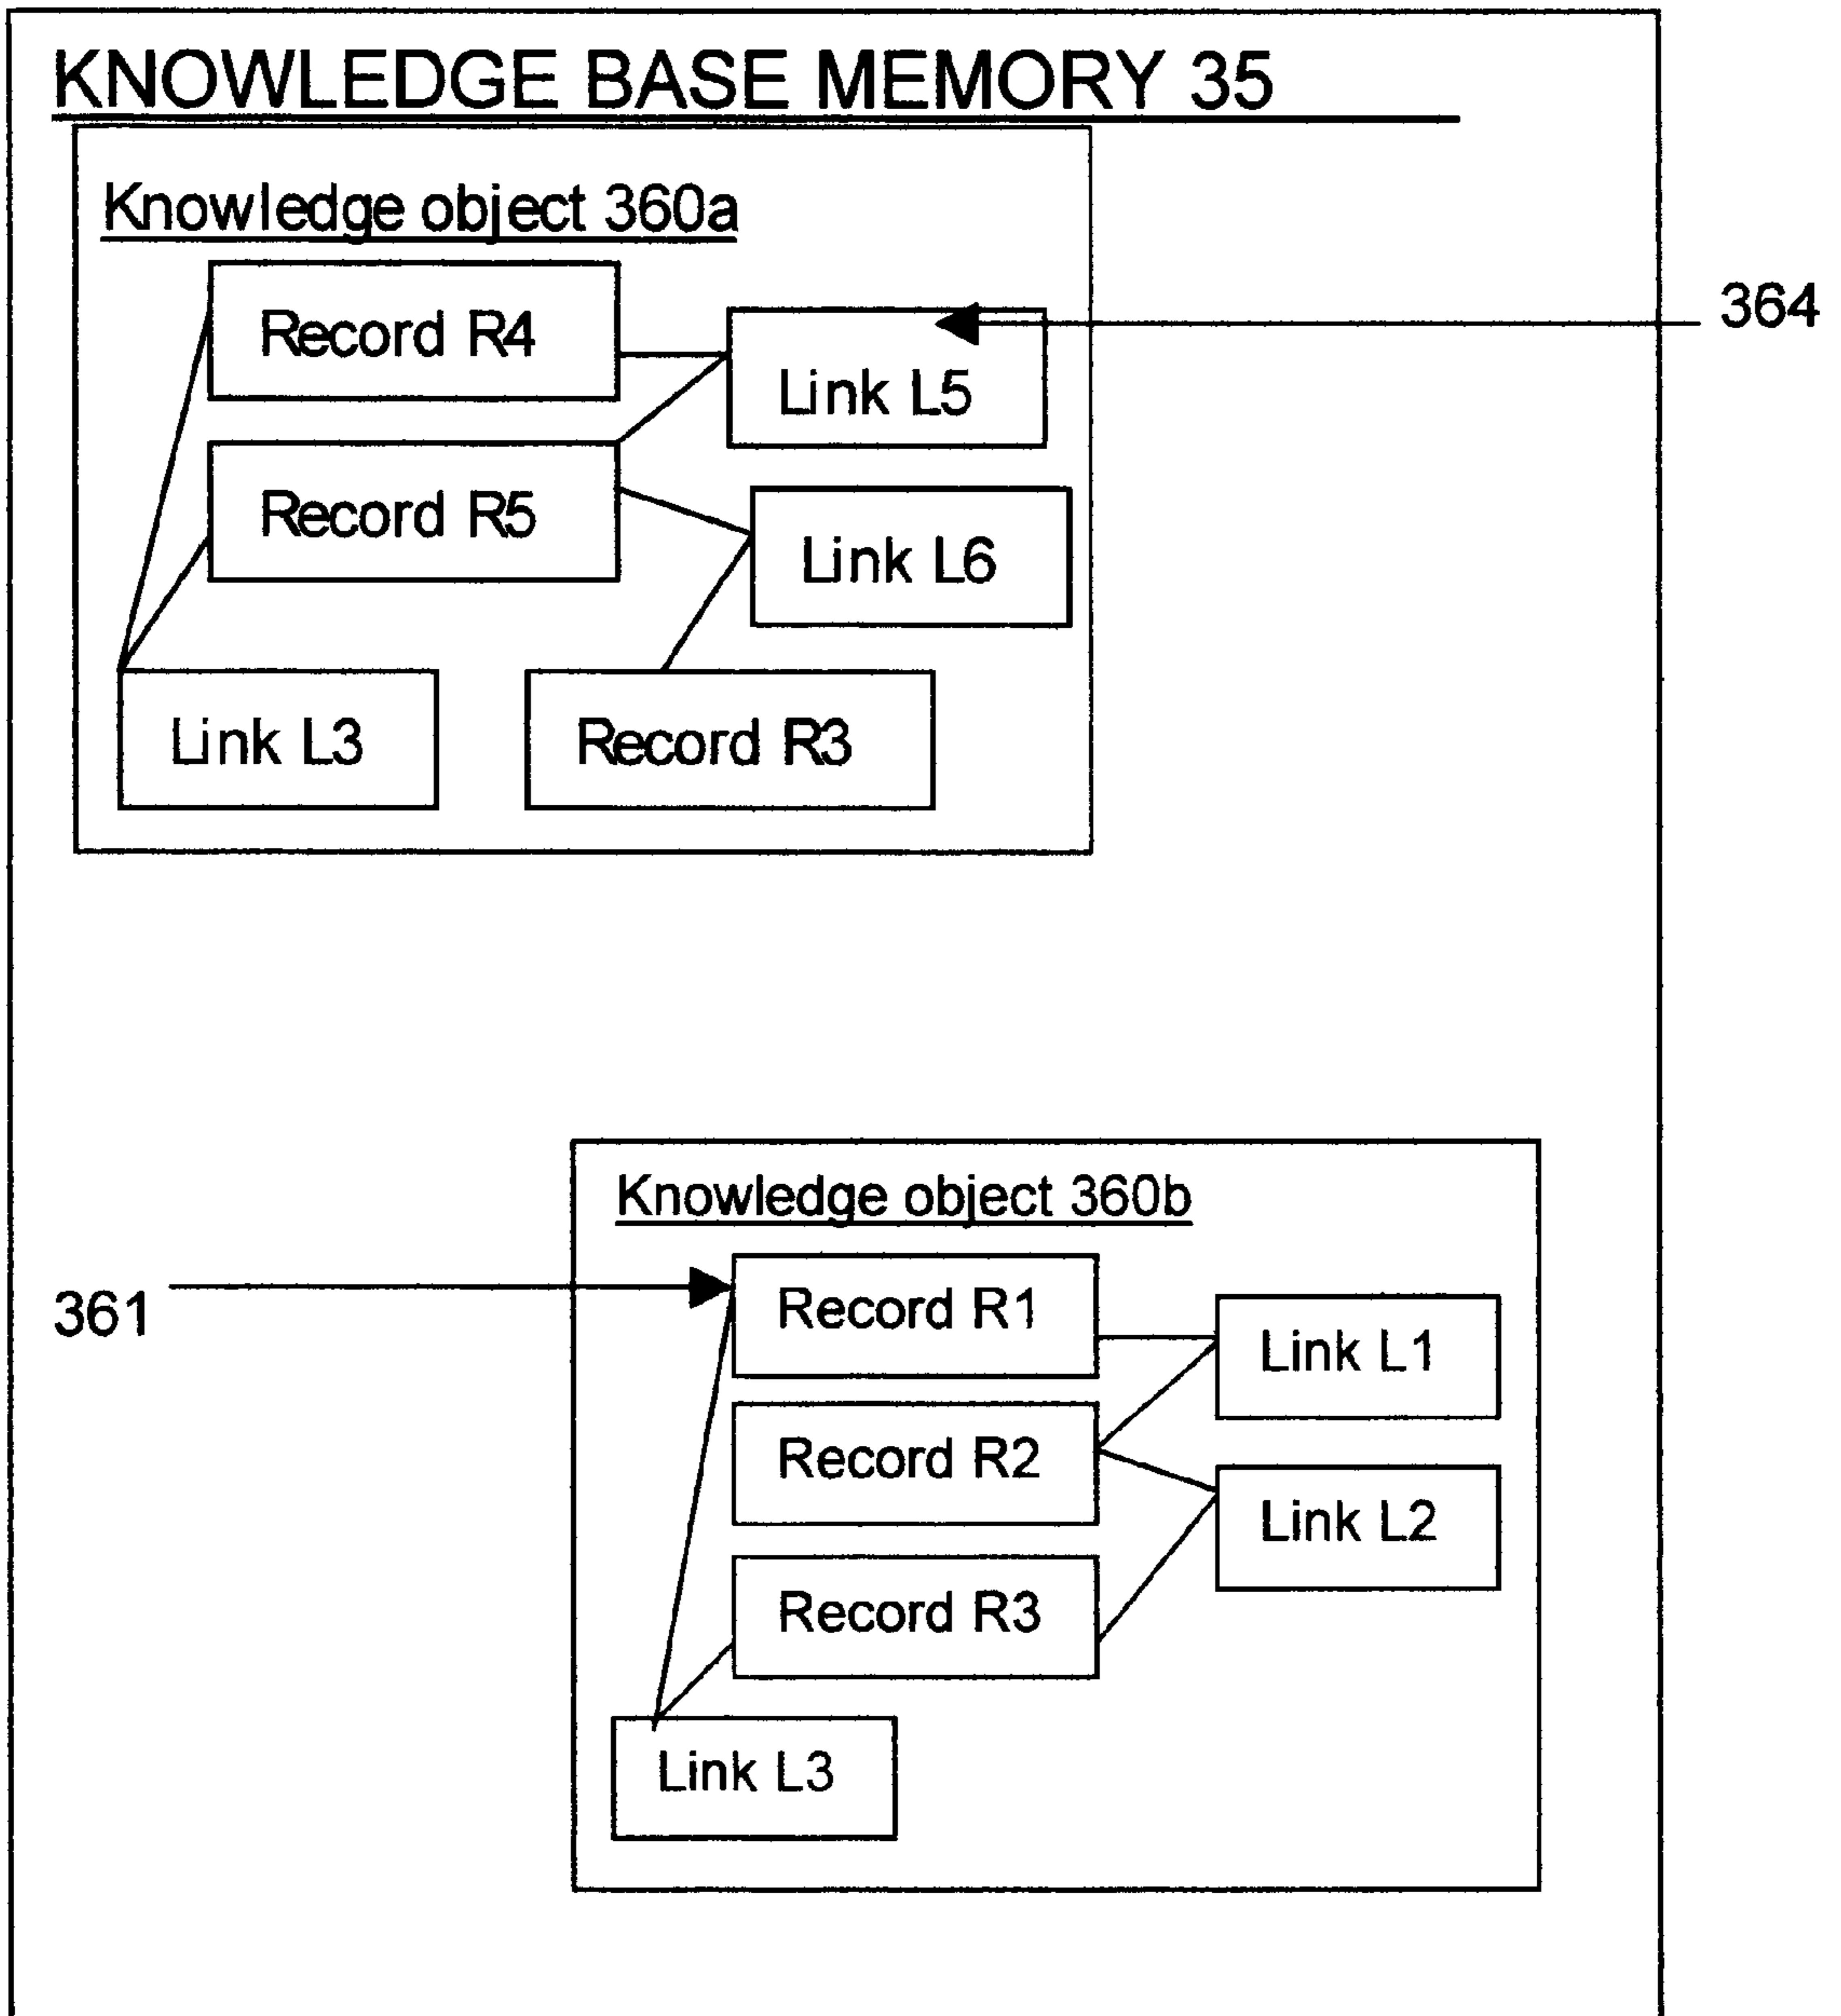 KNOWLEDGE BASE MEMORY 35
Knowledge object 360a
Record R4
364
Link L5
Record R5
Link L6
Link L3
Record R3
Knowledge object 360b
361
Record R1
Link L1
Record R2
Link L2
Record R3
Link L3